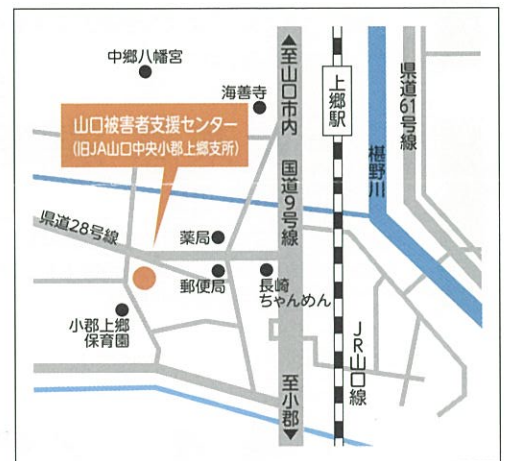 中郷八幡宮
海善寺
▲至山口市内
上郷駅
県道61号線
山口被害者支援センター
(旧JA山口中央小郡上郷支所)
国道9号線
椹野川
県道28号線
薬局
郵便局
長崎
ちゃんめん
小郡上郷
保育園
JR山口線
至小郡▼